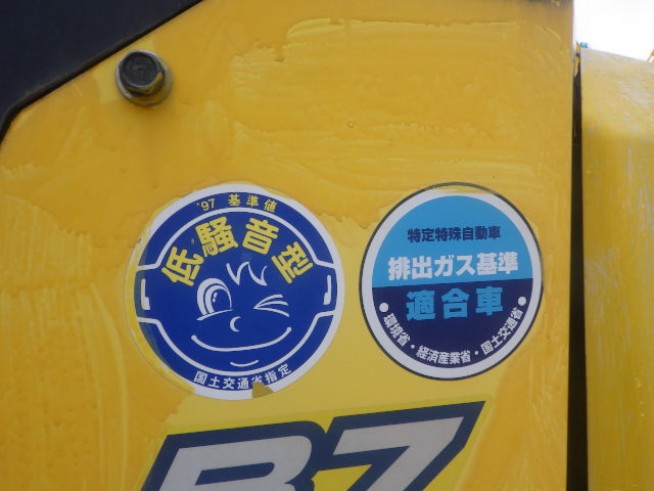 '97 基準値
低騒音型
国土交通省指定
特定特殊自動車
排出ガス基準
適合車
●環境省・経済産業省・国土交通省●
B7